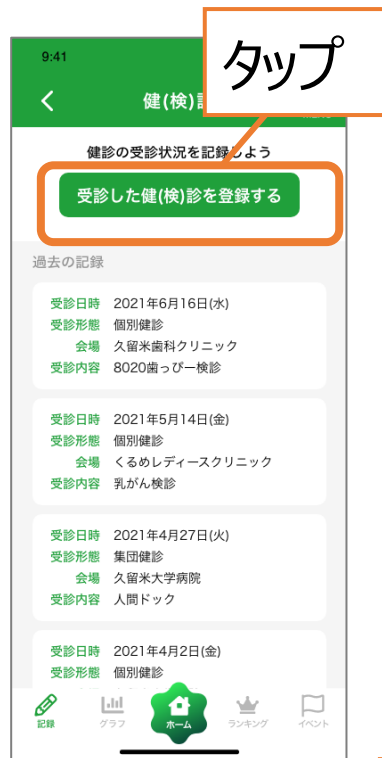 タップ
9:41
健(検)
健診の受診状況を記録しよう
受診した健(検)診を登録する
過去の記録
受診日時 2021年6月16日(水)
受診形態 個別健診
会場 久留米歯科クリニック
受診内容 8020歯っぴー検診
受診日時 2021年5月14日(金)
受診形態 個別健診
会場 くるめレディースクリニック
受診内容 乳がん検診
受診日時 2021年4月27日(火)
受診形態 集団健診
会場 久留米大学病院
受診内容 人間ドック
受診日時 2021年4月2日(金)
受診形態 個別健診
記録 グラフ ホーム ランキング イベント